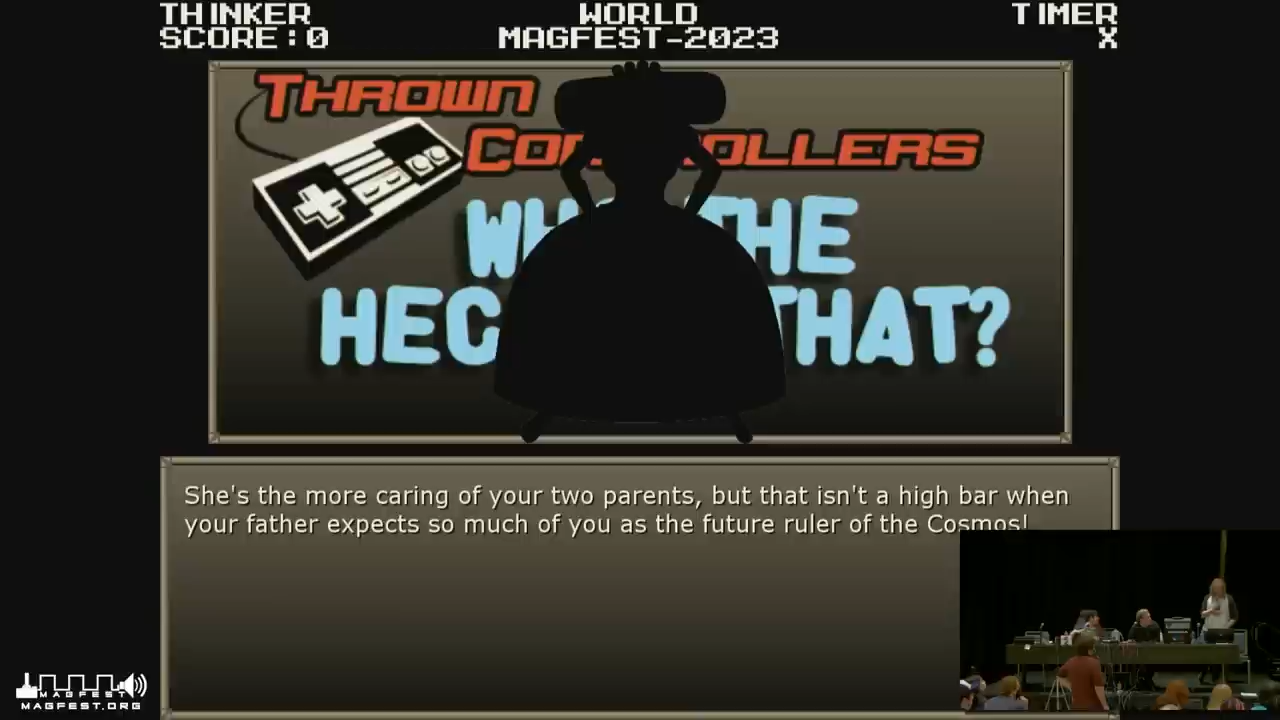 THINKER
SCORE:0
WORLD
MAGFEST-2023
TIMER
X
THROWN
CO
OLLERS
WH
THE
HEC
THAT?
She's the more caring of your two parents, but that isn't a high bar when
your father expects so much of you as the future ruler of the Cosmos!
MAGFEST
MAGFEST.ORG